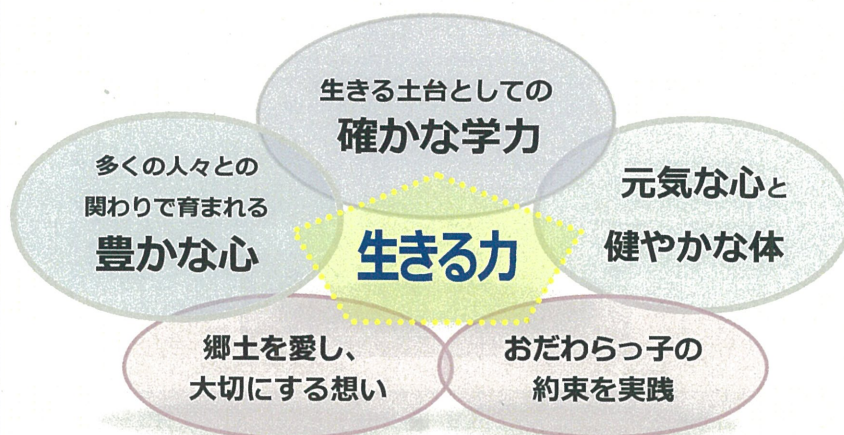 生きる土台としての
確かな学力
多くの人々との
関わりで育まれる
豊かな心
元気な心と
健やかな体
生きる力
郷土を愛し、
大切にする想い
おだわらっ子の
約束を実践